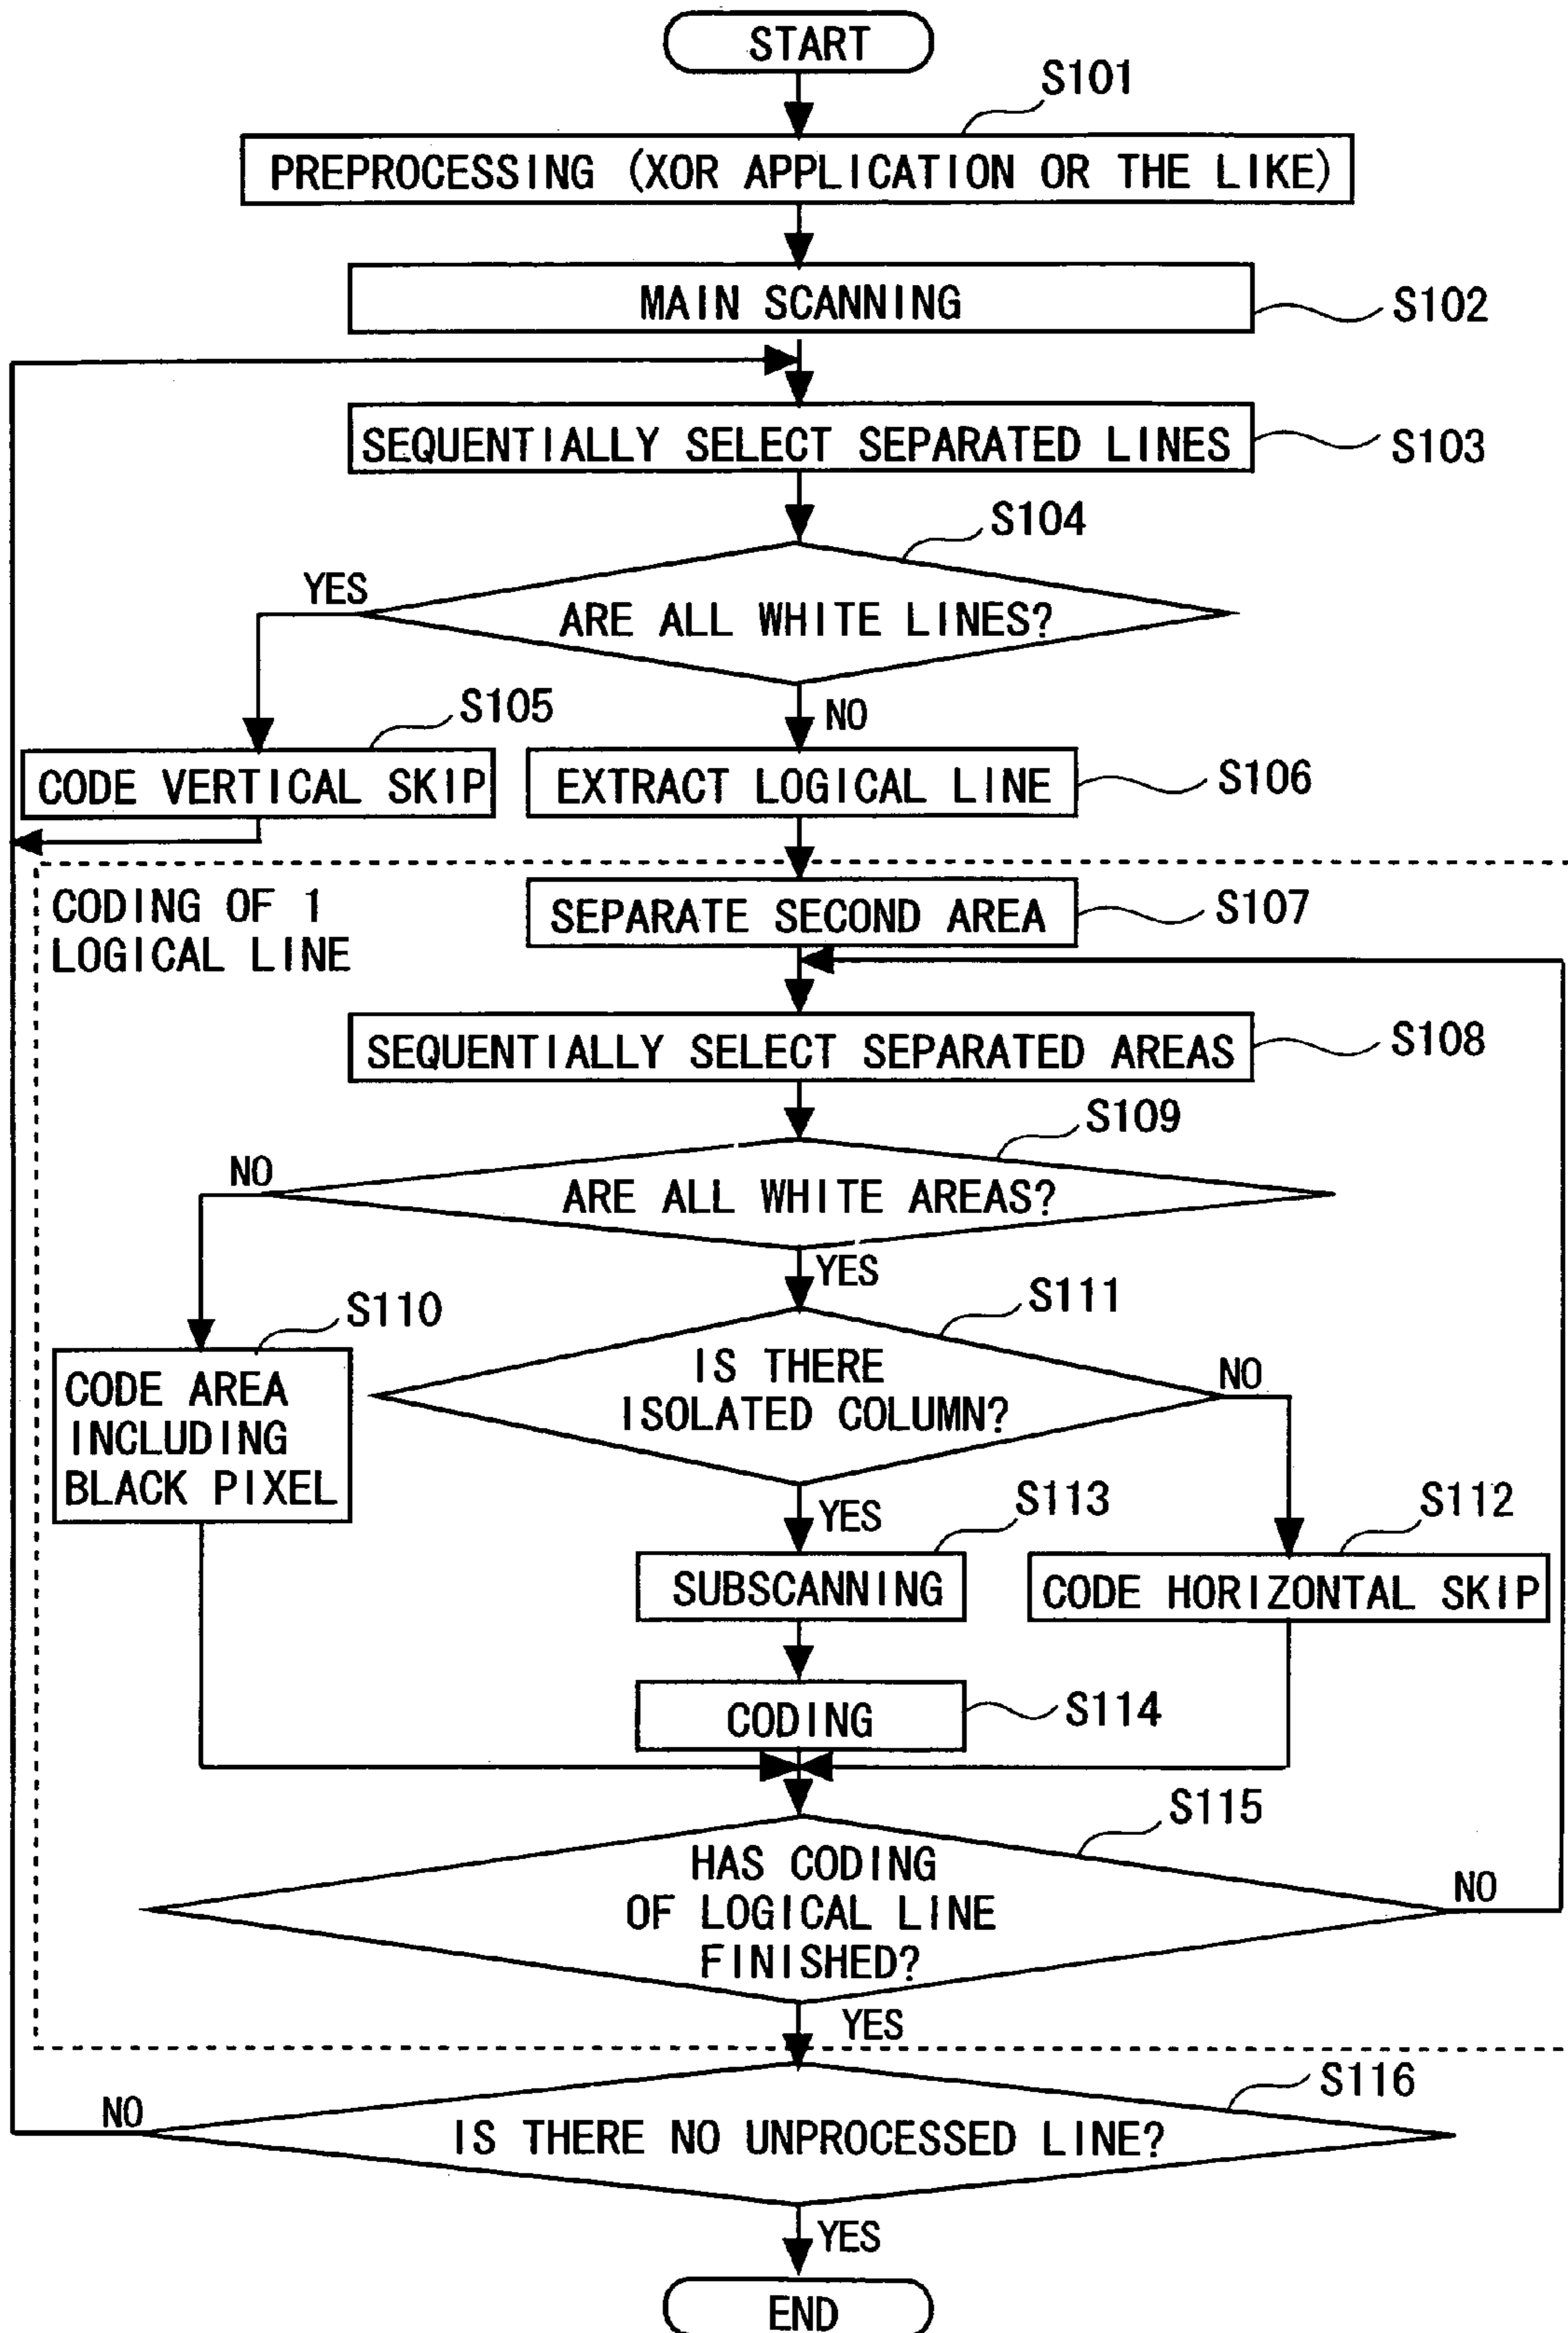 START
S101
PREPROCESSING (XOR APPLICATION OR THE LIKE)
MAIN SCANNING
S102
SEQUENTIALLY SELECT SEPARATED LINES
S103
S104
YES
ARE ALL WHITE LINES?
NO
S105
CODE VERTICAL SKIP
EXTRACT LOGICAL LINE
S106
CODING OF 1
LOGICAL LINE
SEPARATE SECOND AREA
S107
SEQUENTIALLY SELECT SEPARATED AREAS
S108
S109
NO
ARE ALL WHITE AREAS?
YES
S110
CODE AREA
INCLUDING
BLACK PIXEL
S111
IS THERE
ISOLATED COLUMN?
NO
YES
S113
SUBSCANNING
S112
CODE HORIZONTAL SKIP
CODING
S114
S115
HAS CODING
OF LOGICAL LINE
FINISHED?
NO
YES
S116
NO
IS THERE NO UNPROCESSED LINE?
YES
END